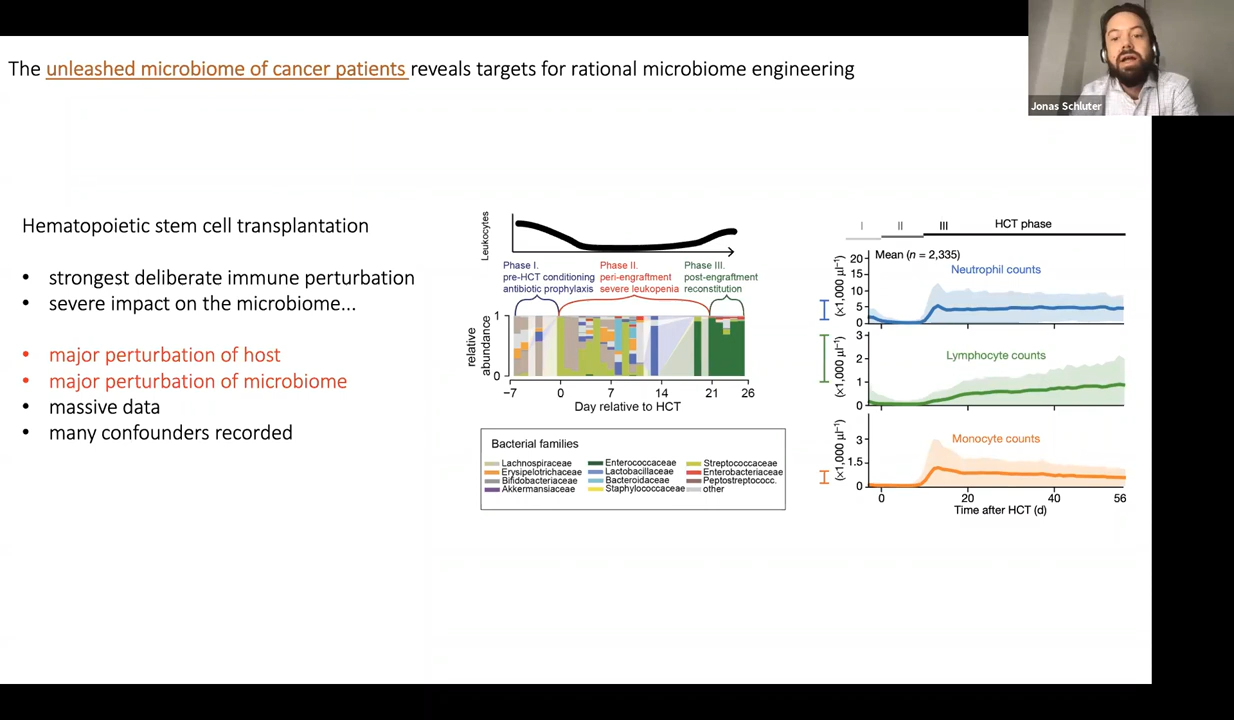 The unleashed microbiome of cancer patients reveals targets for rational microbiome engineering
Jonas Schluter
Hematopoietic stem cell transplantation
• strongest deliberate immune perturbation
• severe impact on the microbiome...
• major perturbation of host
• major perturbation of microbiome
• massive data
• many confounders recorded
Leukocytes
Phase I.
pre-HCT conditioning
antibiotic prophylaxis
Phase II.
peri-engraftment
severe leukopenia
Phase III.
post-engraftment
reconstitution
relative
abundance
1
0
−7 0 7 14 21 26
Day relative to HCT
Bacterial families
Lachnospiraceae
Erysipelotrichaceae
Bifidobacteriaceae
Akkermansiaceae
Enterococcaceae
Lactobacillaceae
Bacteroidaceae
Staphylococcaceae
Streptococcaceae
Enterobacteriaceae
Peptostreptococc.
other
I II III HCT phase
Mean (n = 2,335)
Neutrophil counts
(×1,000 µl⁻¹)
20
15
10
5
0
Lymphocyte counts
(×1,000 µl⁻¹)
3
2
1
0
Monocyte counts
(×1,000 µl⁻¹)
3
1.5
0
0 20 40 56
Time after HCT (d)